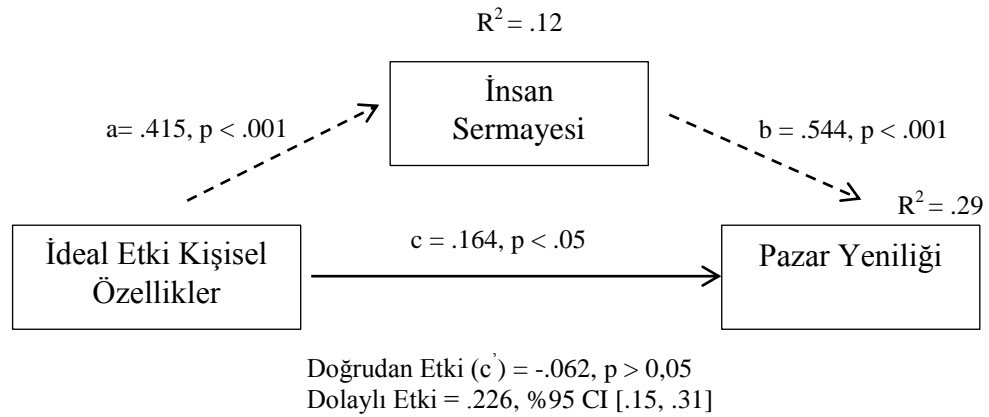 R² = .12
İnsan
Sermayesi
a= .415, p < .001
b = .544, p < .001
R² = .29
İdeal Etki Kişisel
Özellikler
c = .164, p < .05
Pazar Yeniliği
Doğrudan Etki (c’) = -.062, p > 0,05
Dolaylı Etki = .226, %95 CI [.15, .31]